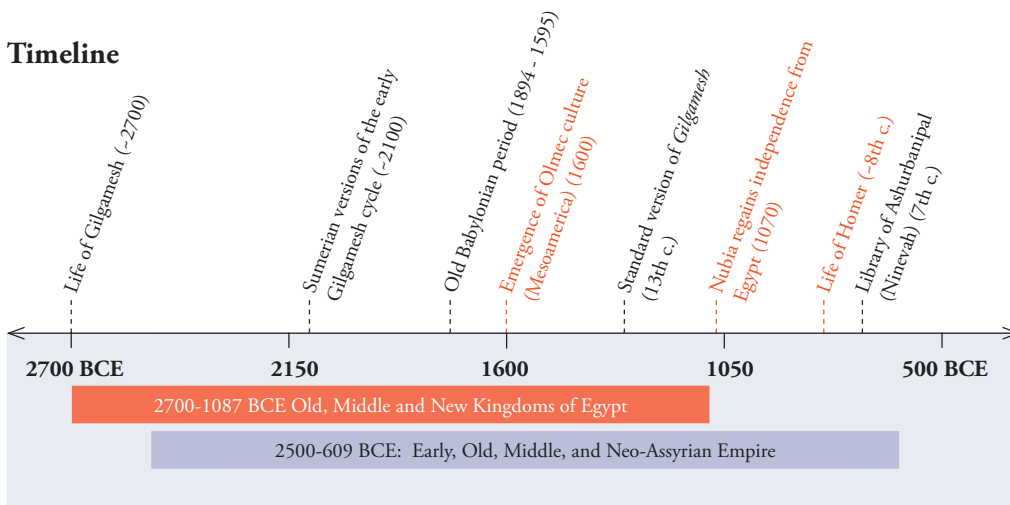 Timeline
Life of Gilgamesh (~2700)
Sumerian versions of the early
Gilgamesh cycle (~2100)
Old Babylonian period (1894 - 1595)
Emergence of Olmec culture
(Mesoamerica) (1600)
Standard version of Gilgamesh
(13th c.)
Nubia regains independence from
Egypt (1070)
Life of Homer (~8th c.)
Library of Ashurbanipal
(Ninevah) (7th c.)
2700 BCE
2150
1600
1050
500 BCE
2700-1087 BCE Old, Middle and New Kingdoms of Egypt
2500-609 BCE: Early, Old, Middle, and Neo-Assyrian Empire